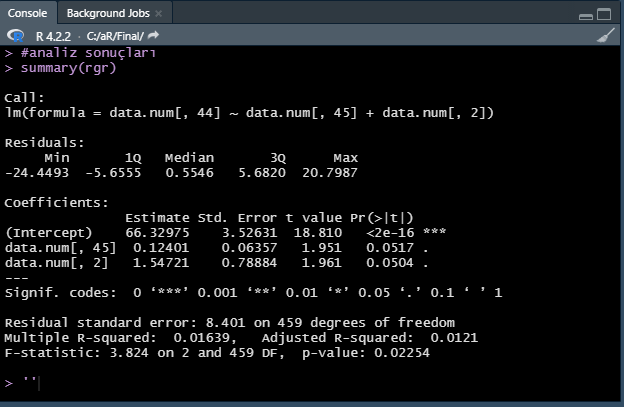 Console Background Jobs ×
R 4.2.2 · C:/aR/Final/
> #analiz sonuçları
> summary(rgr)
Call:
lm(formula = data.num[, 44] ~ data.num[, 45] + data.num[, 2])
Residuals:
Min 1Q Median 3Q Max
-24.4493 -5.6555 0.5546 5.6820 20.7987
Coefficients:
Estimate Std. Error t value Pr(>|t|)
(Intercept) 66.32975 3.52631 18.810 <2e-16 ***
data.num[, 45] 0.12401 0.06357 1.951 0.0517 .
data.num[, 2] 1.54721 0.78884 1.961 0.0504 .
---
Signif. codes: 0 ‘***’ 0.001 ‘**’ 0.01 ‘*’ 0.05 ‘.’ 0.1 ‘ ’ 1
Residual standard error: 8.401 on 459 degrees of freedom
Multiple R-squared: 0.01639, Adjusted R-squared: 0.0121
F-statistic: 3.824 on 2 and 459 DF, p-value: 0.02254
> ''